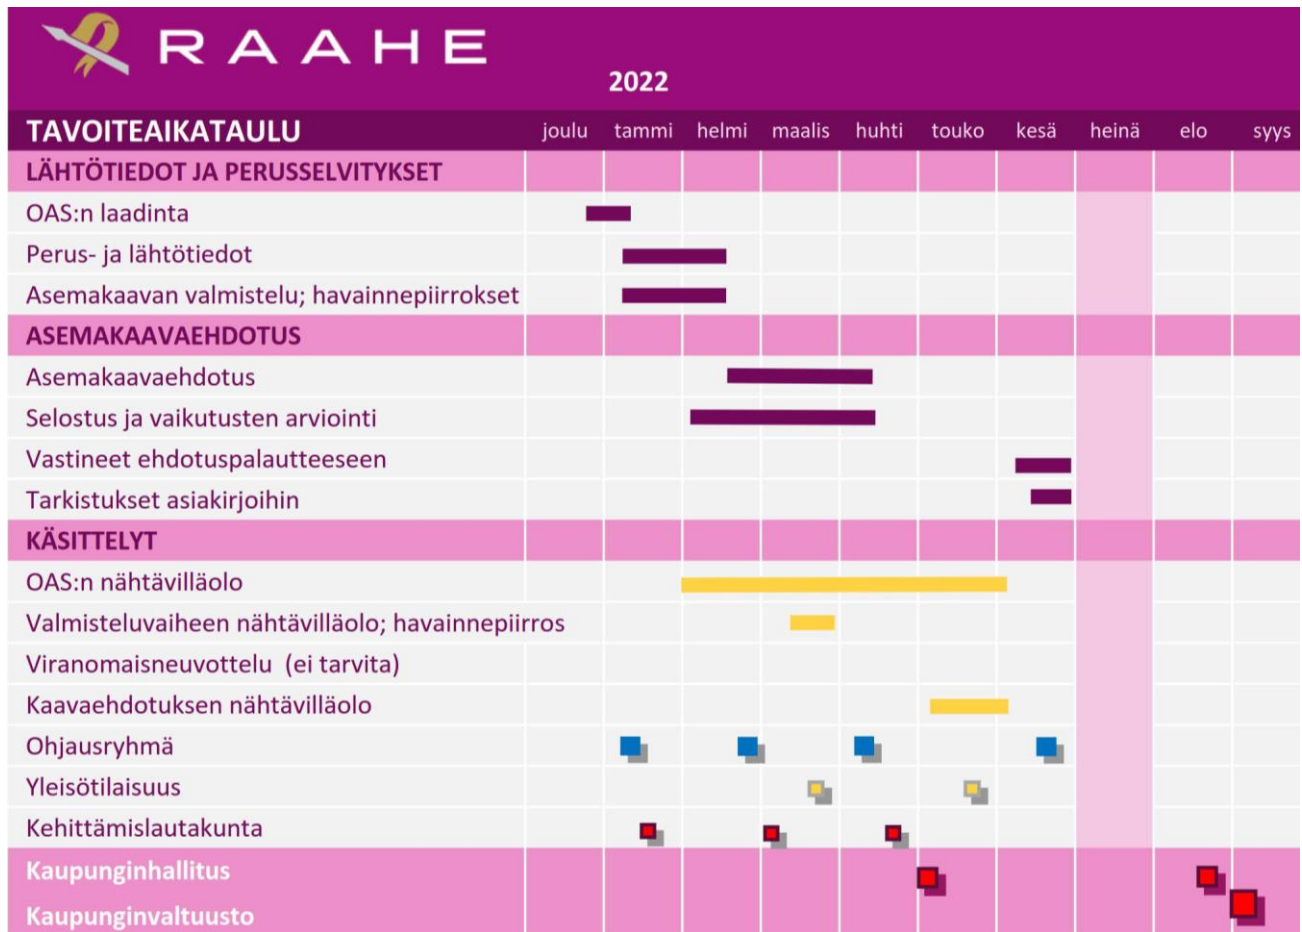 RAAHE
2022
TAVOITEAIKATAULU joulu tammi helmi maalis huhti touko kesä heinä elo syys
LÄHTÖTIEDOT JA PERUSSELVITYKSET
OAS:n laadinta
Perus- ja lähtötiedot
Asemakaavan valmistelu; havainnepiirrokset
ASEMAKAAVAEHDOTUS
Asemakaavaehdotus
Selostus ja vaikutusten arviointi
Vastineet ehdotuspalautteeseen
Tarkistukset asiakirjoihin
KÄSITTELYT
OAS:n nähtävilläolo
Valmisteluvaiheen nähtävilläolo; havainnepiirros
Viranomaisneuvottelu (ei tarvita)
Kaavaehdotuksen nähtävilläolo
Ohjausryhmä
Yleisötilaisuus
Kehittämislautakunta
Kaupunginhallitus
Kaupunginvaltuusto